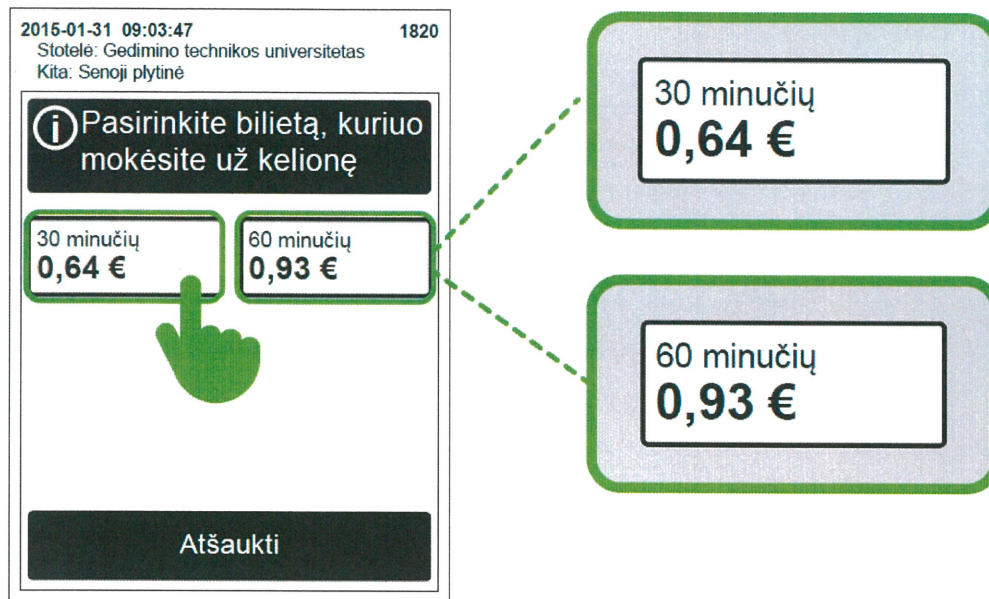 2015-01-31 09:03:47 1820
Stotelė: Gedimino technikos universitetas
Kita: Senoji plytinė
Pasirinkite bilietą, kuriuo
mokėsite už kelionę
30 minučių
0,64 €
60 minučių
0,93 €
Atšaukti
30 minučių
0,64 €
60 minučių
0,93 €